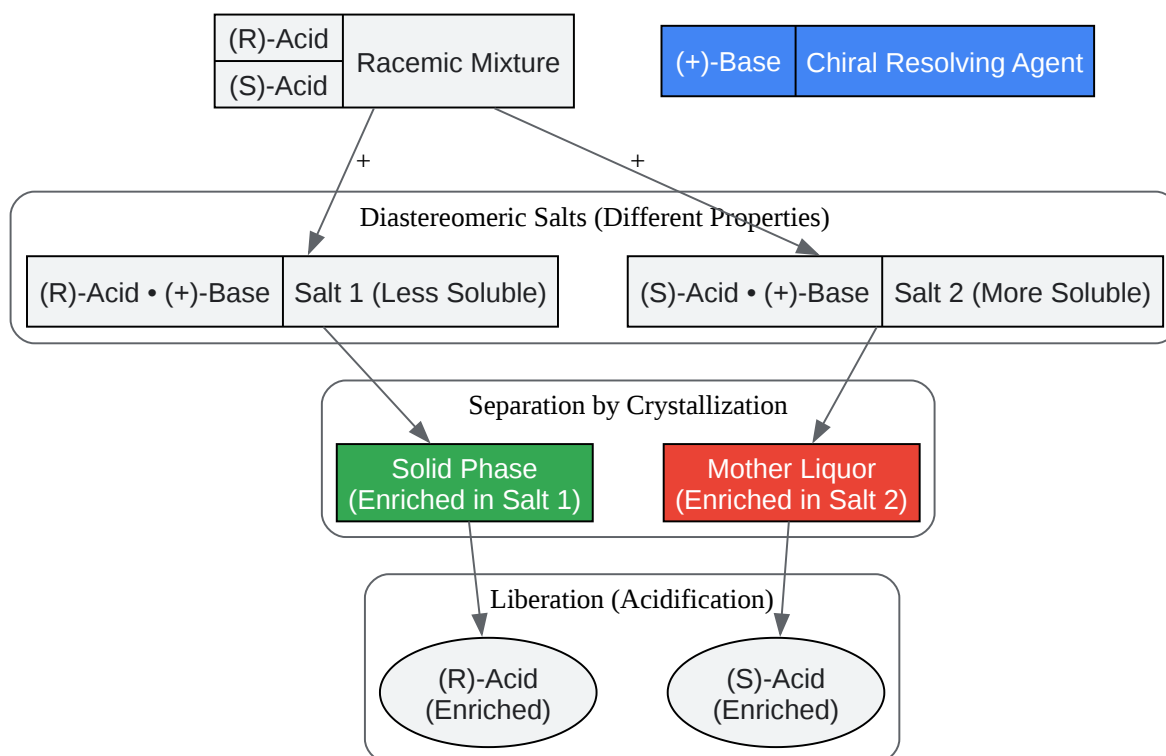 (R)-Acid
(S)-Acid
Racemic Mixture
(+)-Base
Chiral Resolving Agent
+
+
Diastereomeric Salts (Different Properties)
(R)-Acid • (+)-Base
Salt 1 (Less Soluble)
(S)-Acid • (+)-Base
Salt 2 (More Soluble)
Separation by Crystallization
Solid Phase
(Enriched in Salt 1)
Mother Liquor
(Enriched in Salt 2)
Liberation (Acidification)
(R)-Acid
(Enriched)
(S)-Acid
(Enriched)